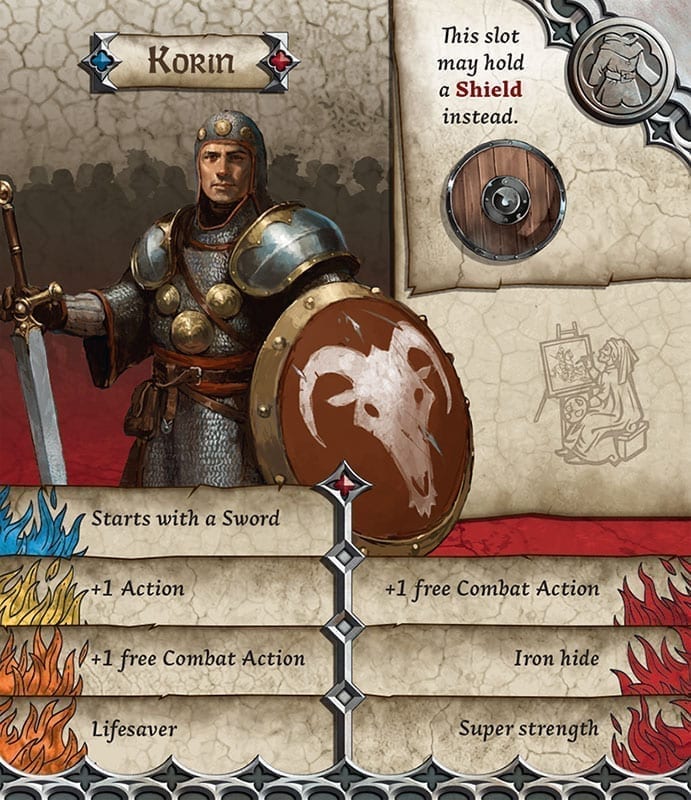 Korin
This slot
may hold
a Shield
instead.
Starts with a Sword
+1 Action
+1 free Combat Action
+1 free Combat Action
Iron hide
Lifesaver
Super strength